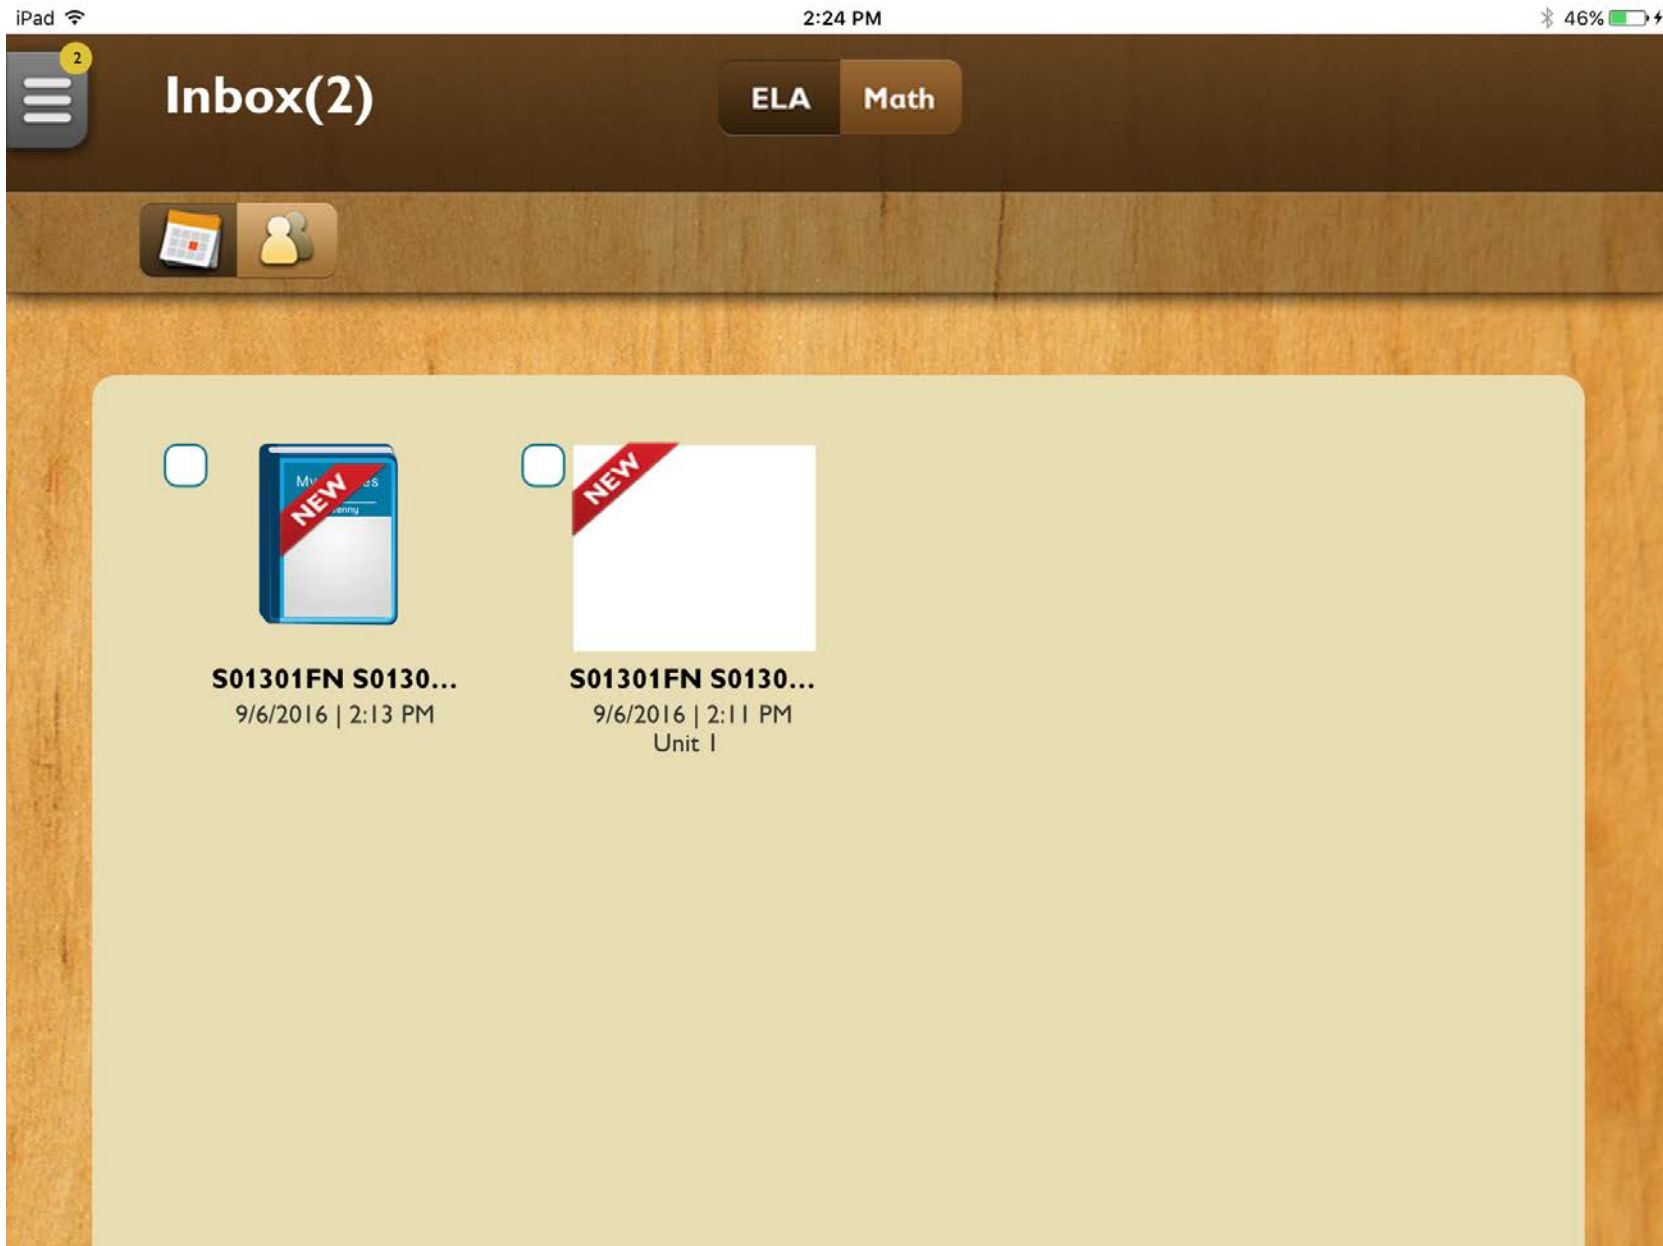 iPad 2:24 PM 46%
2
Inbox(2)
ELA Math
NEW
NEW
S01301FN S0130...
9/6/2016 | 2:13 PM
S01301FN S0130...
9/6/2016 | 2:11 PM
Unit 1